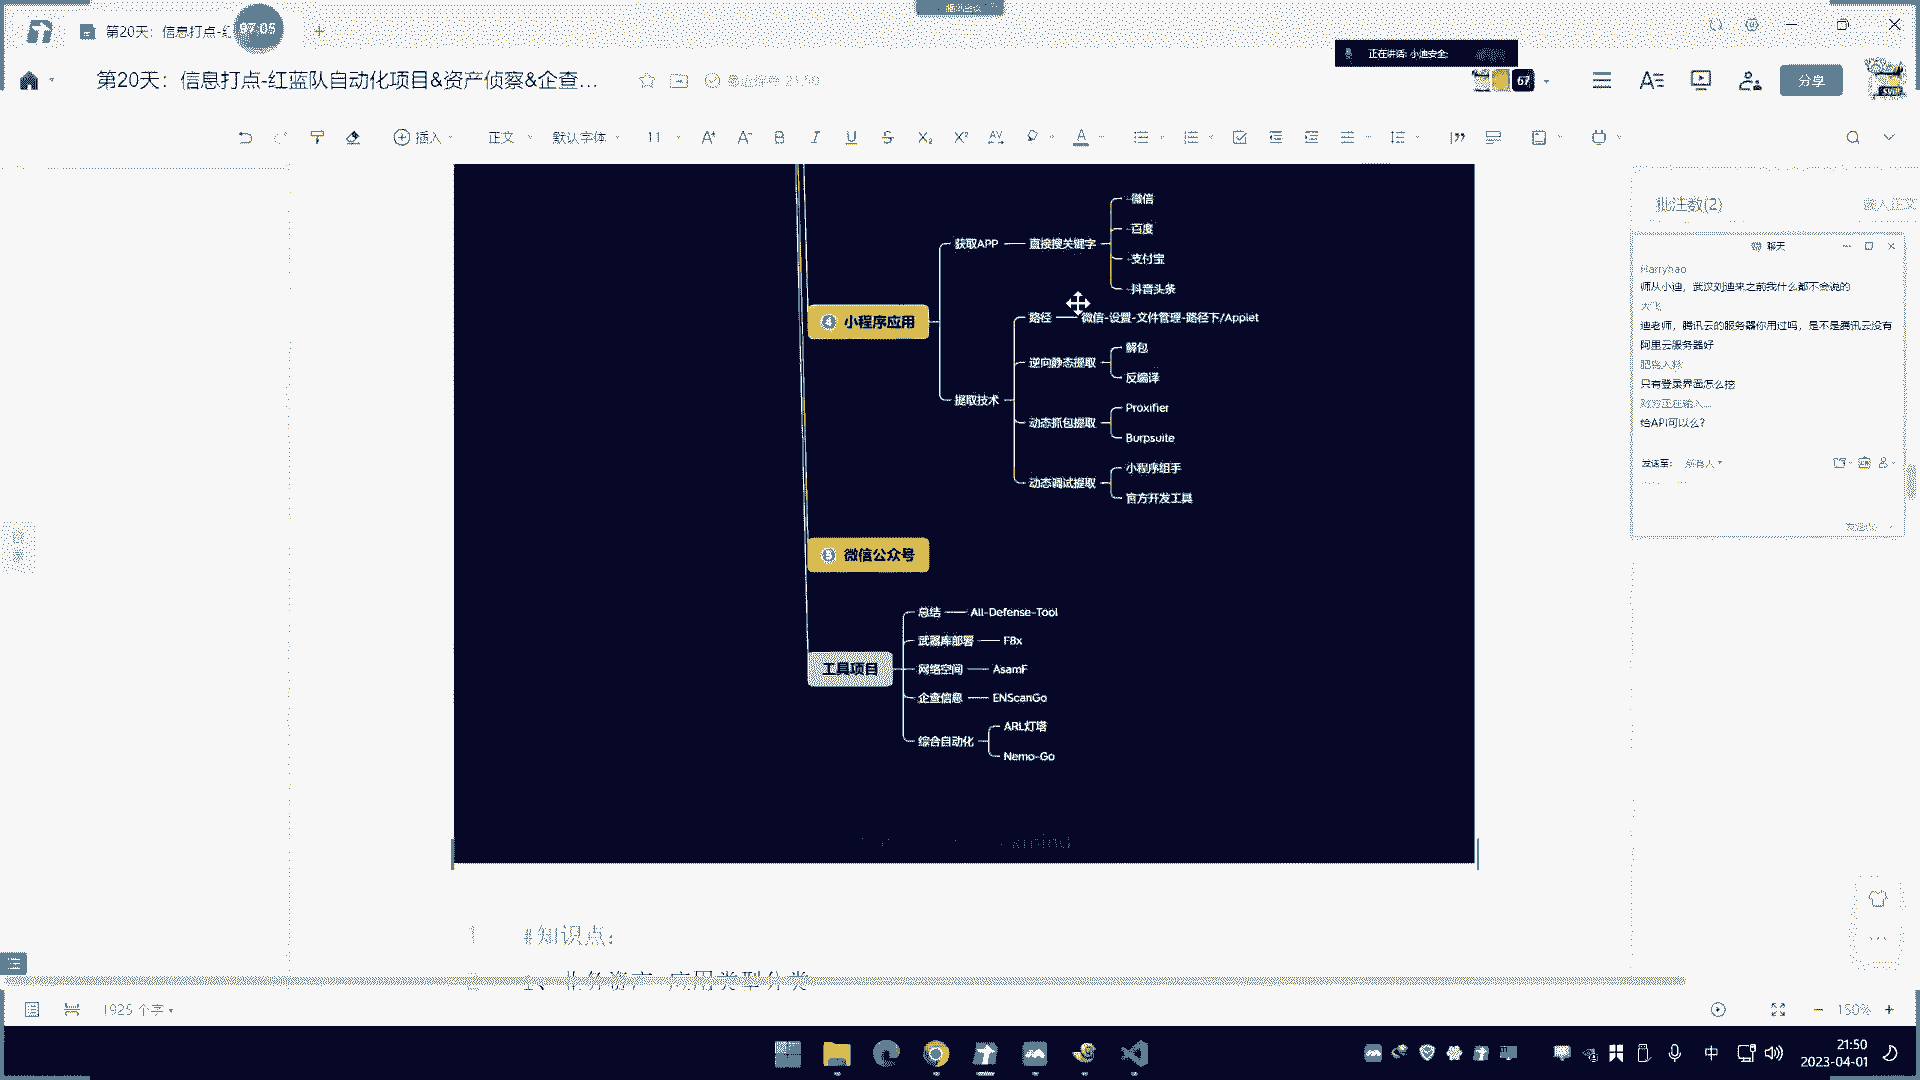 第20天：信息打点-红
97:05
正在讲话: 小迪安全;
第20天：信息打点-红蓝队自动化项目&资产侦察&企查...
67
分享
插入
正文
默认字体
11
批注数(2)
嵌入正文
聊天
Harryhao
师从小迪，武汉刘迪来之前我什么都不会说的
大飞
迪老师，腾讯云的服务器你用过吗，是不是腾讯云没有
阿里云服务器好
只有登录界面怎么挖
给API可以么?
发送至:
所有人
微信
百度
支付宝
抖音头条
获取APP
直接搜关键字
④ 小程序应用
路径
微信-设置-文件管理-路径下/Applet
逆向静态提取
解包
反编译
提取技术
动态抓包提取
Proxifier
Burpsuite
动态调试提取
小程序组手
官方开发工具
⑤ 微信公众号
工具项目
总结
All-Defense-Tool
武器库部署
F8x
网络空间
AsamF
企查信息
ENScanGo
综合自动化
ARL灯塔
Nemo-Go
1 #知识点：
1925 个字
150%
中
21:50
2023-04-01